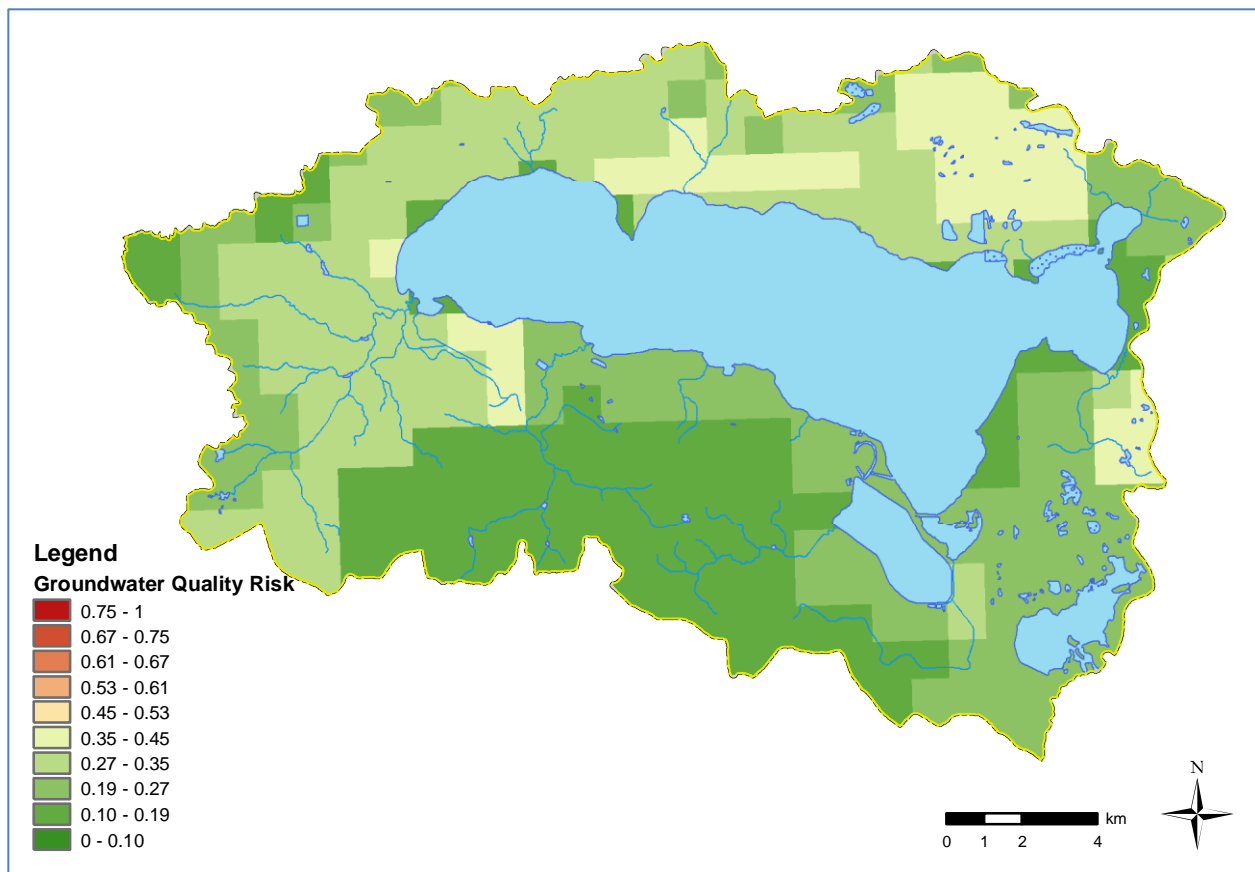 Legend
Groundwater Quality Risk
0.75 - 1
0.67 - 0.75
0.61 - 0.67
0.53 - 0.61
0.45 - 0.53
0.35 - 0.45
0.27 - 0.35
0.19 - 0.27
0.10 - 0.19
0 - 0.10
N
km
0 1 2 4